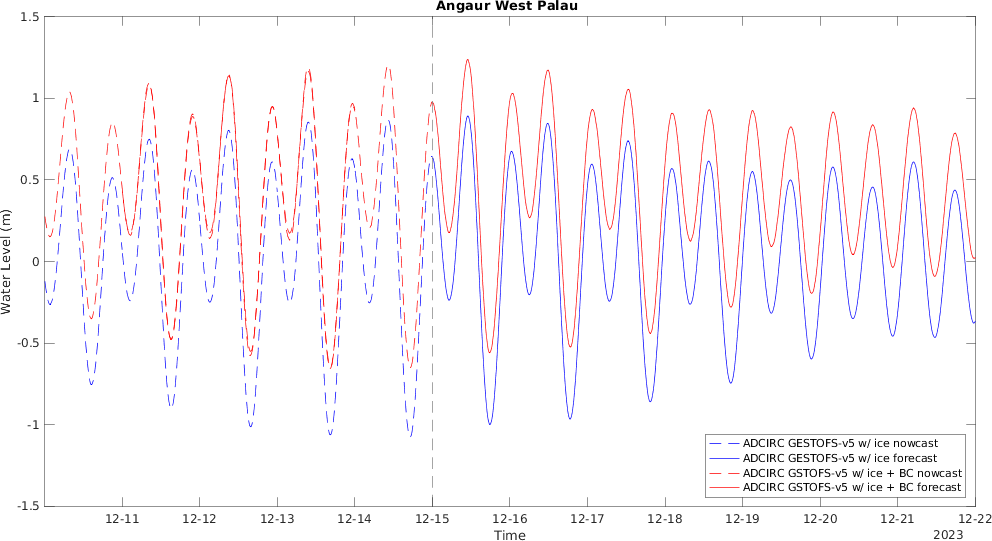 Angaur West Palau
1.5
1
0.5
0
-0.5
-1
-1.5
Water Level (m)
ADCIRC GESTOFS-v5 w/ ice nowcast
ADCIRC GESTOFS-v5 w/ ice forecast
ADCIRC GSTOFS-v5 w/ ice + BC nowcast
ADCIRC GSTOFS-v5 w/ ice + BC forecast
12-11 12-12 12-13 12-14 12-15 12-16 12-17 12-18 12-19 12-20 12-21 12-22
Time
2023